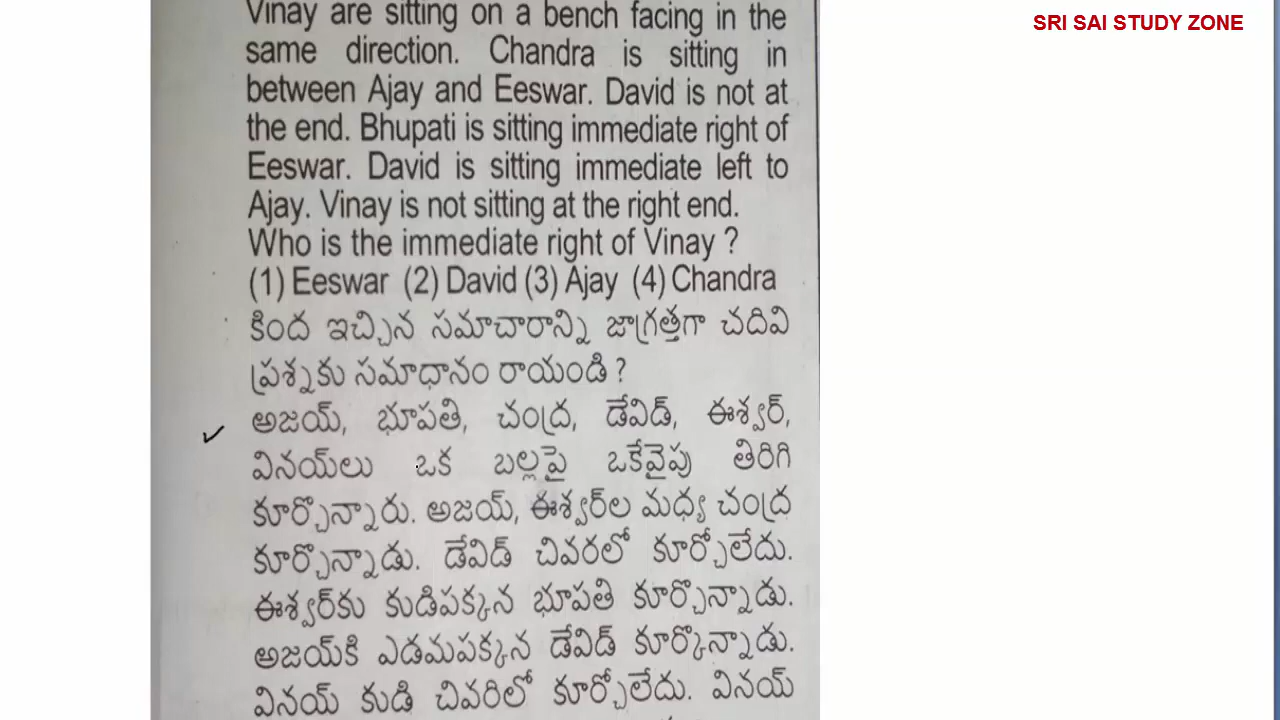 SRI SAI STUDY ZONE
Vinay are sitting on a bench facing in the
same direction. Chandra is sitting in
between Ajay and Eeswar. David is not at
the end. Bhupati is sitting immediate right of
Eeswar. David is sitting immediate left to
Ajay. Vinay is not sitting at the right end.
Who is the immediate right of Vinay ?
(1) Eeswar (2) David (3) Ajay (4) Chandra
కింద ఇచ్చిన సమాచారాన్ని జాగ్రత్తగా చదివి
ప్రశ్నకు సమాధానం రాయండి ?
అజయ్, భూపతి, చంద్ర, డేవిడ్, ఈశ్వర్,
వినయ్‌లు ఒక బల్లపై ఒకేవైపు తిరిగి
కూర్చొన్నారు. అజయ్, ఈశ్వర్‌ల మధ్య చంద్ర
కూర్చొన్నాడు. డేవిడ్ చివరలో కూర్చోలేదు.
ఈశ్వర్‌కు కుడిపక్కన భూపతి కూర్చొన్నాడు.
అజయ్‌కి ఎడమపక్కన డేవిడ్ కూర్కొన్నాడు.
వినయ్ కుడి చివరిలో కూర్చోలేదు. వినయ్